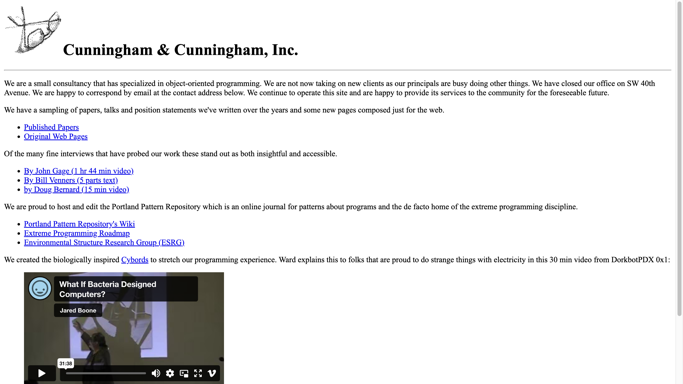 Cunningham & Cunningham, Inc.
We are a small consultancy that has specialized in object-oriented programming. We are not now taking on new clients as our principals are busy doing other things. We have closed our office on SW 40th
Avenue. We are happy to correspond by email at the contact address below. We continue to operate this site and are happy to provide its services to the community for the foreseeable future.
We have a sampling of papers, talks and position statements we've written over the years and some new pages composed just for the web.
Published Papers
Original Web Pages
Of the many fine interviews that have probed our work these stand out as both insightful and accessible.
By John Gage (1 hr 44 min video)
By Bill Venners (5 parts text)
by Doug Bernard (15 min video)
We are proud to host and edit the Portland Pattern Repository which is an online journal for patterns about programs and the de facto home of the extreme programming discipline.
Portland Pattern Repository's Wiki
Extreme Programming Roadmap
Environmental Structure Research Group (ESRG)
We created the biologically inspired Cybords to stretch our programming experience. Ward explains this to folks that are proud to do strange things with electricity in this 30 min video from DorkbotPDX 0x1:
What If Bacteria Designed
Computers?
Jared Boone
31:38